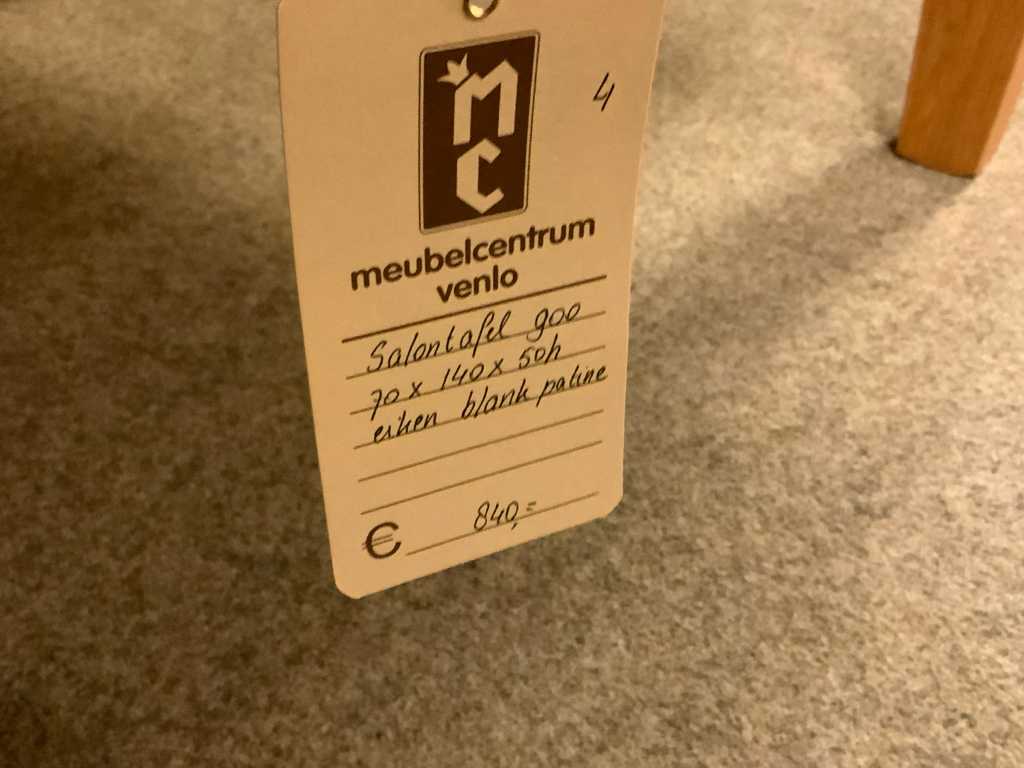 mc
4
meubelcentrum
venlo
Salontafel 900
70 x 140 x 50h
eiken blank patine
€ 840,=